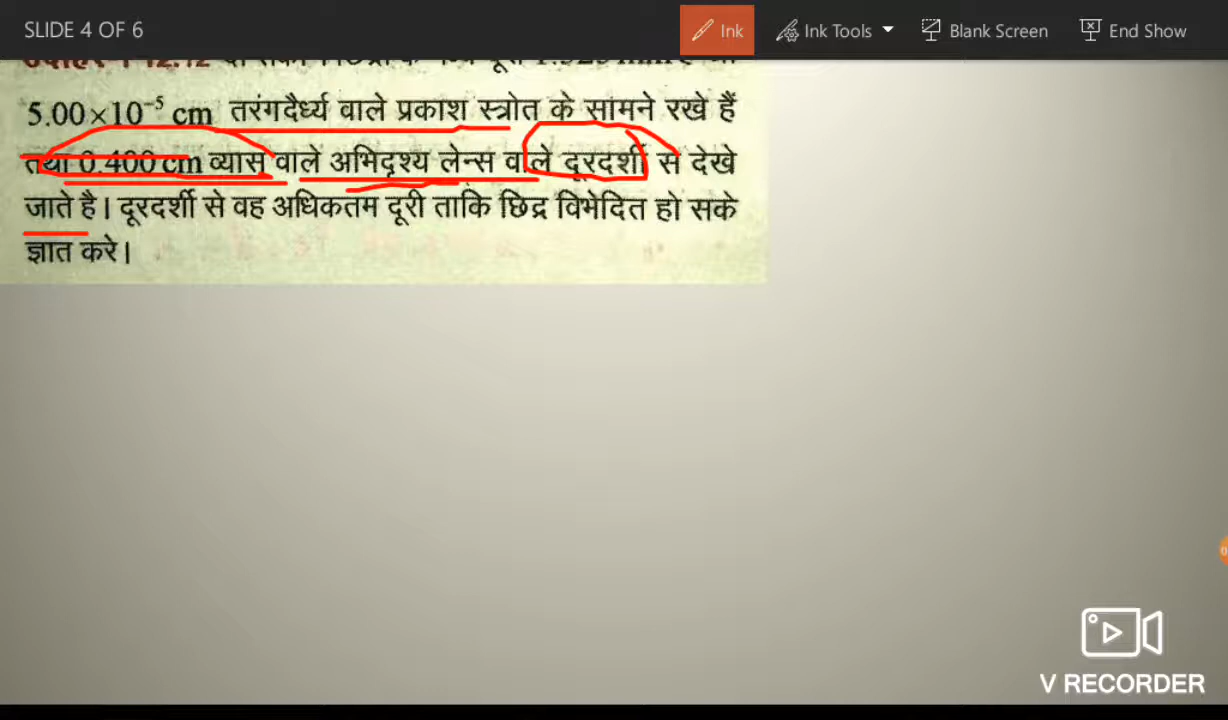 SLIDE 4 OF 6
Ink
Ink Tools
Blank Screen
End Show
5.00×10⁻⁵ cm तरंगदैर्ध्य वाले प्रकाश स्त्रोत के सामने रखे हैं
तथा 0.400 cm व्यास वाले अभिदृश्य लेन्स वाले दूरदर्शी से देखे
जाते है। दूरदर्शी से वह अधिकतम दूरी ताकि छिद्र विभेदित हो सके
ज्ञात करे।
V RECORDER